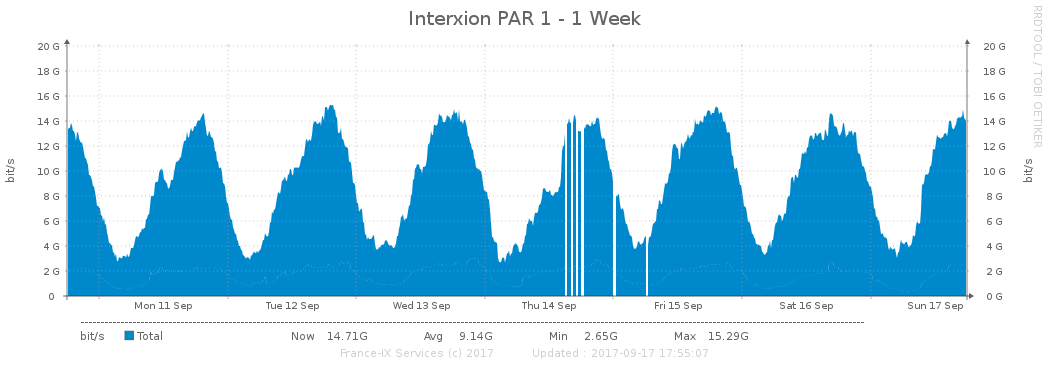 Interxion PAR 1 - 1 Week
RRDTOOL / TOBI OETIKER
20 G 20 G
18 G 18 G
16 G 16 G
14 G 14 G
12 G 12 G
10 G 10 G
8 G 8 G
6 G 6 G
4 G 4 G
2 G 2 G
0 0 G
bit/s
bit/s
Mon 11 Sep Tue 12 Sep Wed 13 Sep Thu 14 Sep Fri 15 Sep Sat 16 Sep Sun 17 Sep
bit/s Total Now 14.71G Avg 9.14G Min 2.65G Max 15.29G
France-IX Services (c) 2017 Updated : 2017-09-17 17:55:07